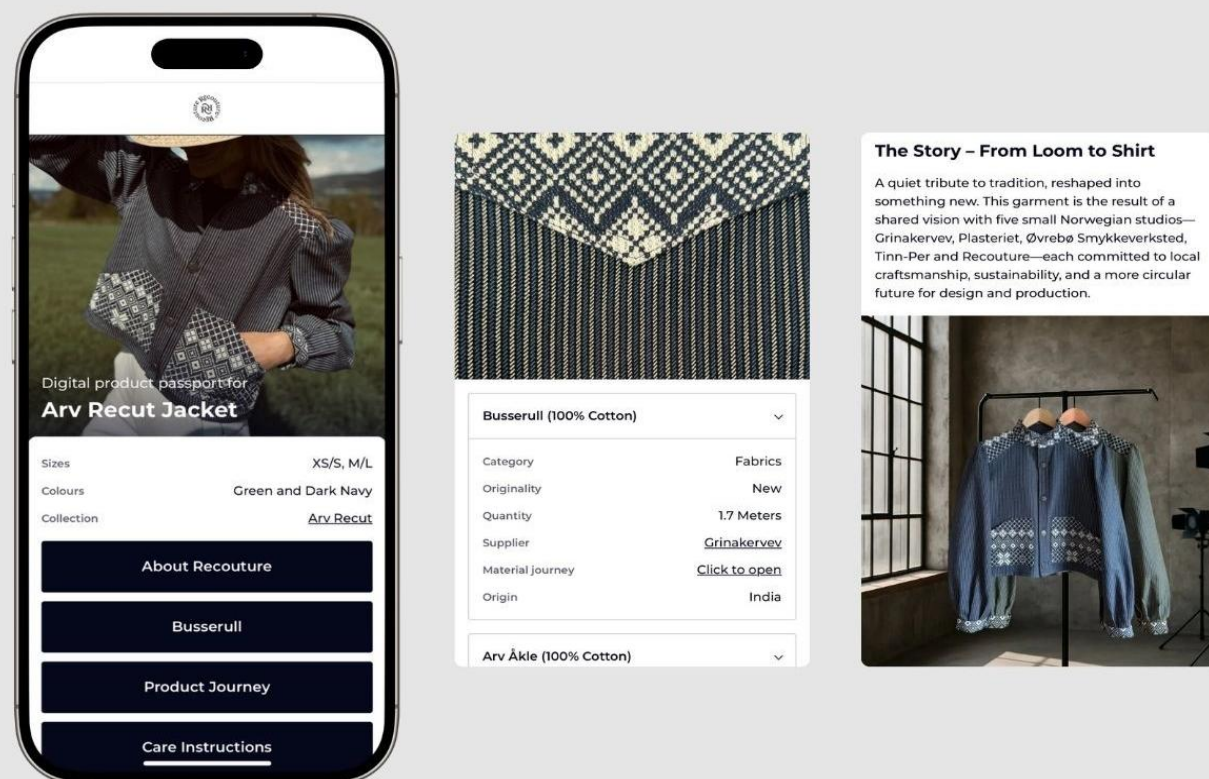 Digital product passport for
Arv Recut Jacket
Sizes XS/S, M/L
Colours Green and Dark Navy
Collection Arv Recut
About Recouture
Busserull
Product Journey
Care Instructions
Busserull (100% Cotton)
Category Fabrics
Originality New
Quantity 1.7 Meters
Supplier Grinakervev
Material journey Click to open
Origin India
Arv Åkle (100% Cotton)
The Story – From Loom to Shirt
A quiet tribute to tradition, reshaped into
something new. This garment is the result of a
shared vision with five small Norwegian studios—
Grinakervev, Plasteriet, Øvrebø Smykkeverksted,
Tinn-Per and Recouture—each committed to local
craftsmanship, sustainability, and a more circular
future for design and production.